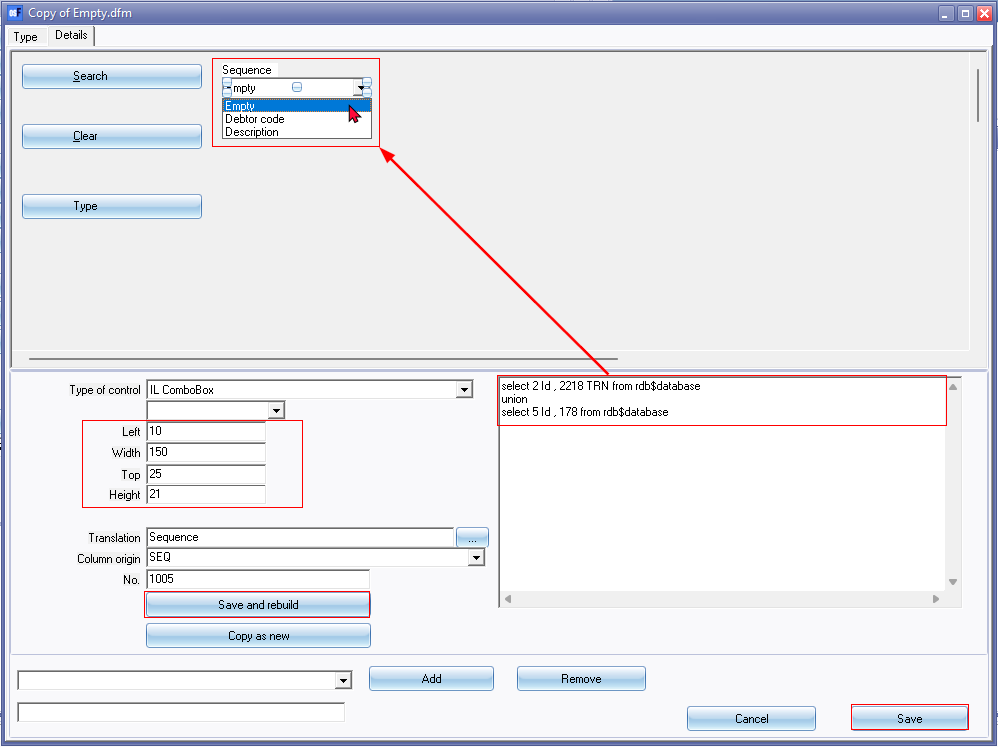 Copy of Empty.dfm
Type Details
Search
Clear
Type
Sequence
mpty
Empty
Debtor code
Description
Type of control IL ComboBox
Left 10
Width 150
Top 25
Height 21
Translation Sequence ...
Column origin SEQ
No. 1005
Save and rebuild
Copy as new
select 2 Id , 2218 TRN from rdb$database
union
select 5 Id , 178 from rdb$database
Add Remove
Cancel Save